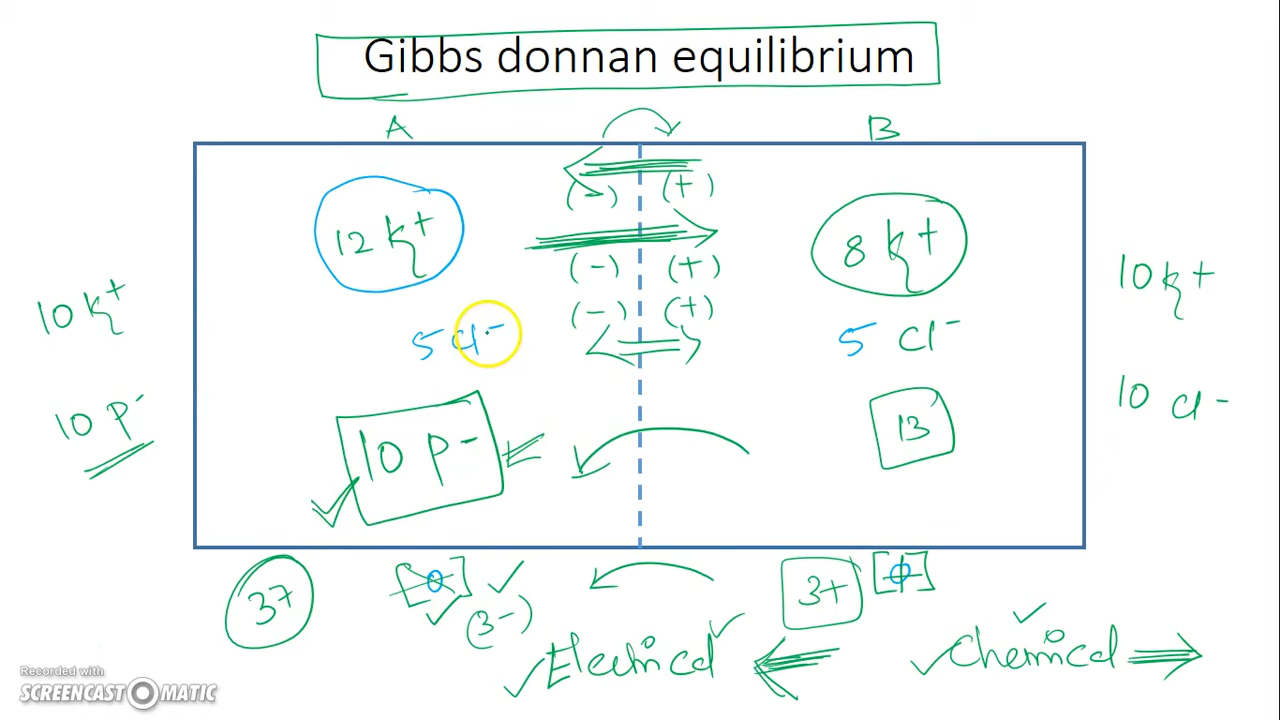 Gibbs donnan equilibrium
A B
(-) (+)
12 K+ 8 K+
(-) (+)
10 K+ 10 K+
(-) (+)
5 Cl- 5 Cl-
10 P- 10 P- 13 10 Cl-
3+ 0 3+
(3-)
Electrical Chemical
Recorded with
SCREENCAST O MATIC